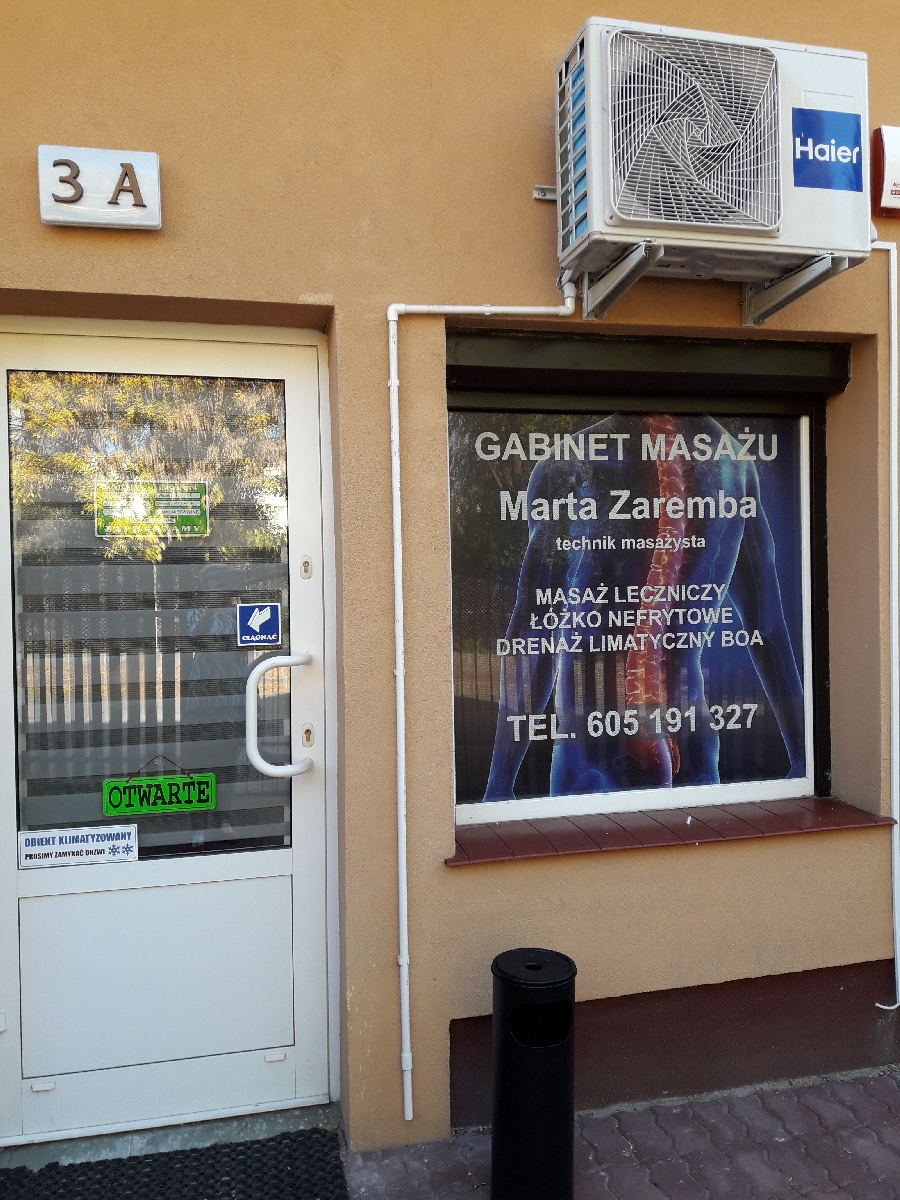 3 A
Haier
GABINET MASAŻU
Marta Zaremba
technik masażysta
MASAŻ LECZNICZY
ŁÓŻKO NEFRYTOWE
DRENAŻ LIMATYCZNY BOA
TEL. 605 191 327
ZAPRASZAMY
CIĄGNĄĆ
OTWARTE
OBIEKT KLIMATYZOWANY
PROSIMY ZAMYKAĆ DRZWI